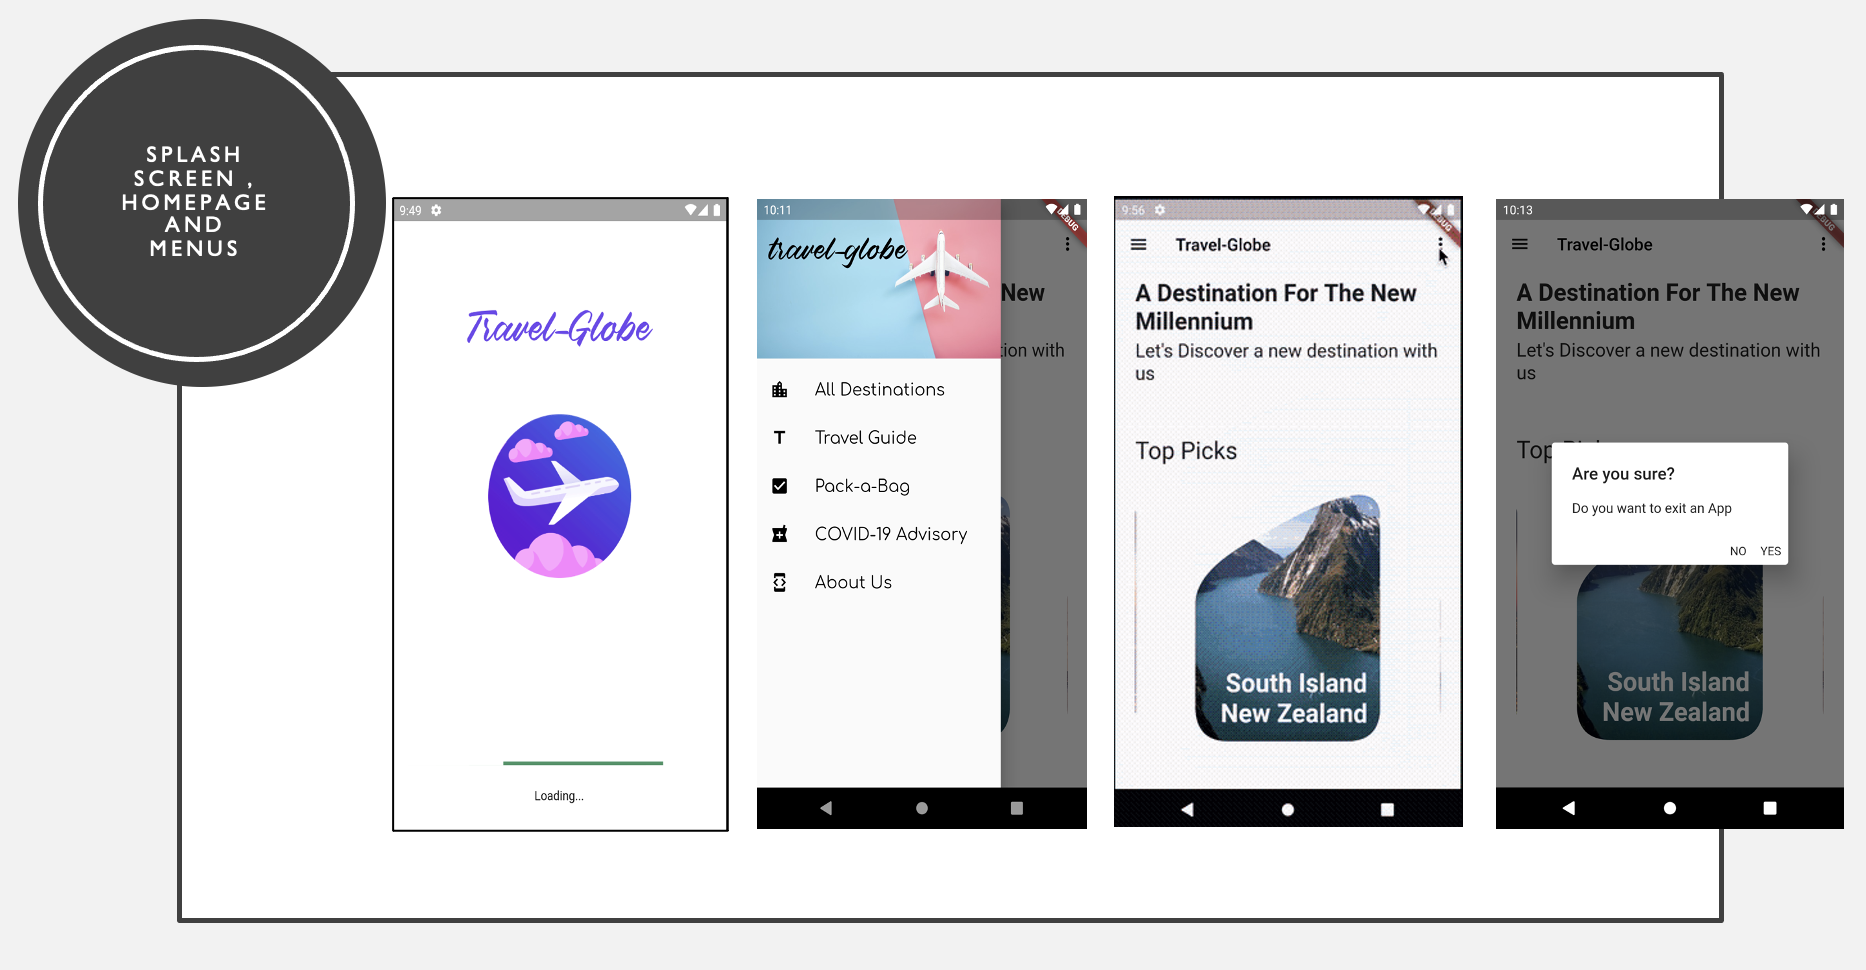 SPLASH
SCREEN ,
HOMEPAGE
AND
MENUS
9:49
Travel-Globe
Loading...
10:11
DEBUG
travel-globe
New
tion with
All Destinations
Travel Guide
Pack-a-Bag
COVID-19 Advisory
About Us
9:56
DEBUG
Travel-Globe
A Destination For The New
Millennium
Let's Discover a new destination with
us
Top Picks
South Island
New Zealand
10:13
DEBUG
Travel-Globe
A Destination For The New
Millennium
Let's Discover a new destination with
us
Top
Are you sure?
Do you want to exit an App
NO YES
South Island
New Zealand